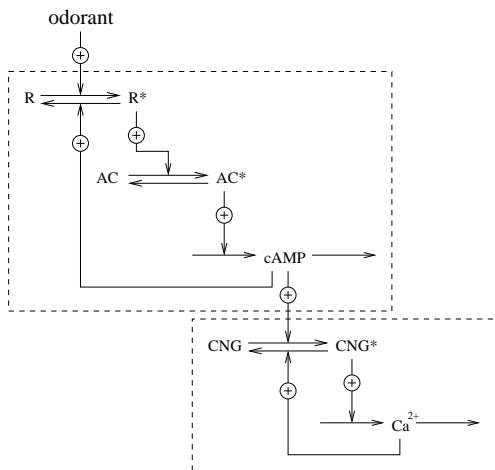 odorant
+
R R*
+ +
AC AC*
+
cAMP
+
CNG CNG*
+ +
Ca2+